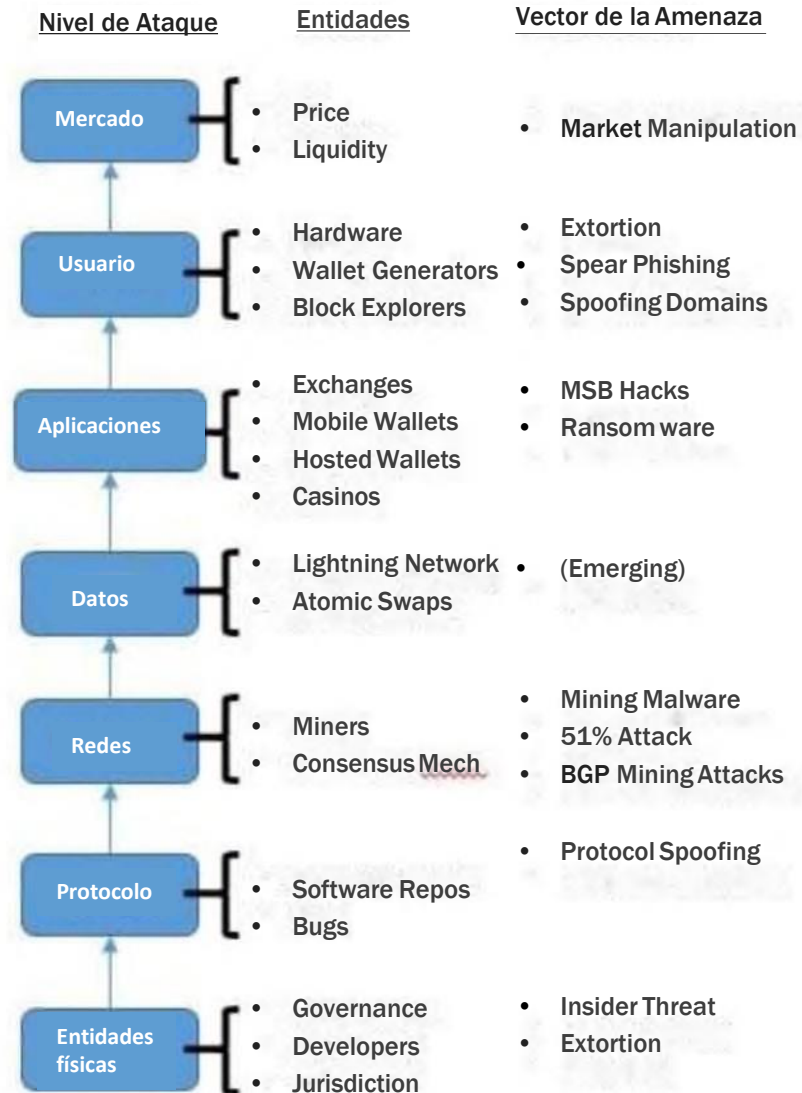 Nivel de Ataque Entidades Vector de la Amenaza
Mercado
• Price
• Liquidity
• Market Manipulation
Usuario
• Hardware
• Wallet Generators
• Block Explorers
• Extortion
• Spear Phishing
• Spoofing Domains
Aplicaciones
• Exchanges
• Mobile Wallets
• Hosted Wallets
• Casinos
• MSB Hacks
• Ransom ware
Datos
• Lightning Network
• Atomic Swaps
• (Emerging)
Redes
• Miners
• Consensus Mech
• Mining Malware
• 51% Attack
• BGP Mining Attacks
Protocolo
• Software Repos
• Bugs
• Protocol Spoofing
Entidades
físicas
• Governance
• Developers
• Jurisdiction
• Insider Threat
• Extortion